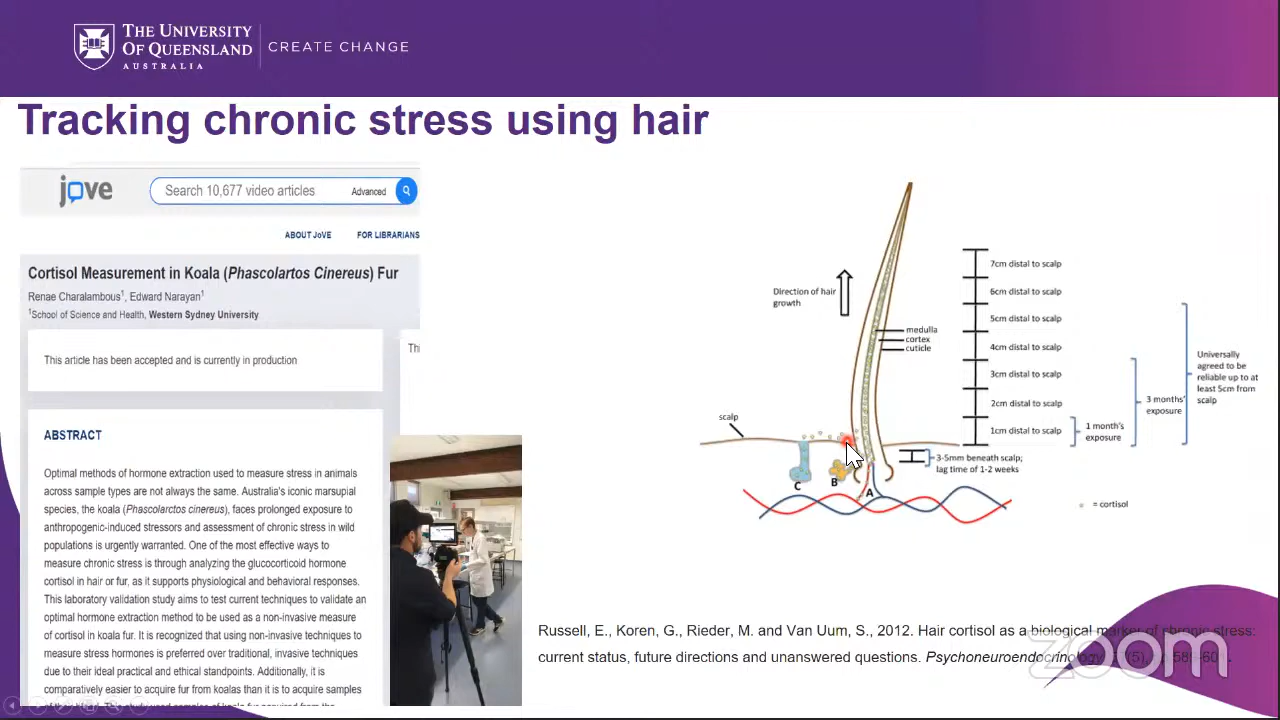 THE UNIVERSITY
OF QUEENSLAND
AUSTRALIA
CREATE CHANGE
Tracking chronic stress using hair
jove
Search 10,677 video articles
Advanced
ABOUT JoVE
FOR LIBRARIANS
Cortisol Measurement in Koala (Phascolartos Cinereus) Fur
Renae Charalambous1, Edward Narayan1
1School of Science and Health, Western Sydney University
This article has been accepted and is currently in production
Thi
ABSTRACT
Optimal methods of hormone extraction used to measure stress in animals
across sample types are not always the same. Australia's iconic marsupial
species, the koala (Phascolarctos cinereus), faces prolonged exposure to
anthropogenic-induced stressors and assessment of chronic stress in wild
populations is urgently warranted. One of the most effective ways to
measure chronic stress is through analyzing the glucocorticoid hormone
cortisol in hair or fur, as it supports physiological and behavioral responses.
This laboratory validation study aims to test current techniques to validate an
optimal hormone extraction method to be used as a non-invasive measure
of cortisol in koala fur. It is recognized that using non-invasive techniques to
measure stress hormones is preferred over traditional, invasive techniques
due to their ideal practical and ethical standpoints. Additionally, it is
comparatively easier to acquire fur from koalas than it is to acquire samples
Direction of hair
growth
medulla
cortex
cuticle
scalp
C
B
A
7cm distal to scalp
6cm distal to scalp
5cm distal to scalp
4cm distal to scalp
3cm distal to scalp
2cm distal to scalp
1cm distal to scalp
1 month's
exposure
3 months'
exposure
Universally
agreed to be
reliable up to at
least 5cm from
scalp
3-5mm beneath scalp;
lag time of 1-2 weeks
= cortisol
Russell, E., Koren, G., Rieder, M. and Van Uum, S., 2012. Hair cortisol as a biological marker of chronic stress:
current status, future directions and unanswered questions. Psychoneuroendocrinology
zoom